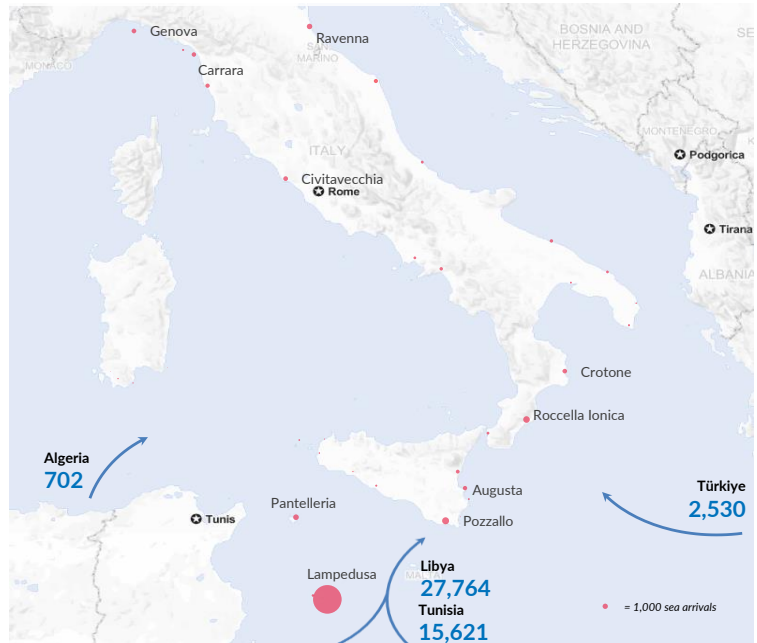 Genova
Ravenna
BOSNIA AND
HERZEGOVINA
SE
SAN
MARINO
MONACO
Carrara
MONTENEGRO
K
Podgorica
ITALY
Civitavecchia
Rome
Tirana
ALBANIA
Crotone
Roccella Ionica
Algeria
702
Augusta
Türkiye
2,530
Pantelleria
Tunis
Pozzallo
Lampedusa
Libya
27,764
MALTA
Tunisia
15,621
= 1,000 sea arrivals